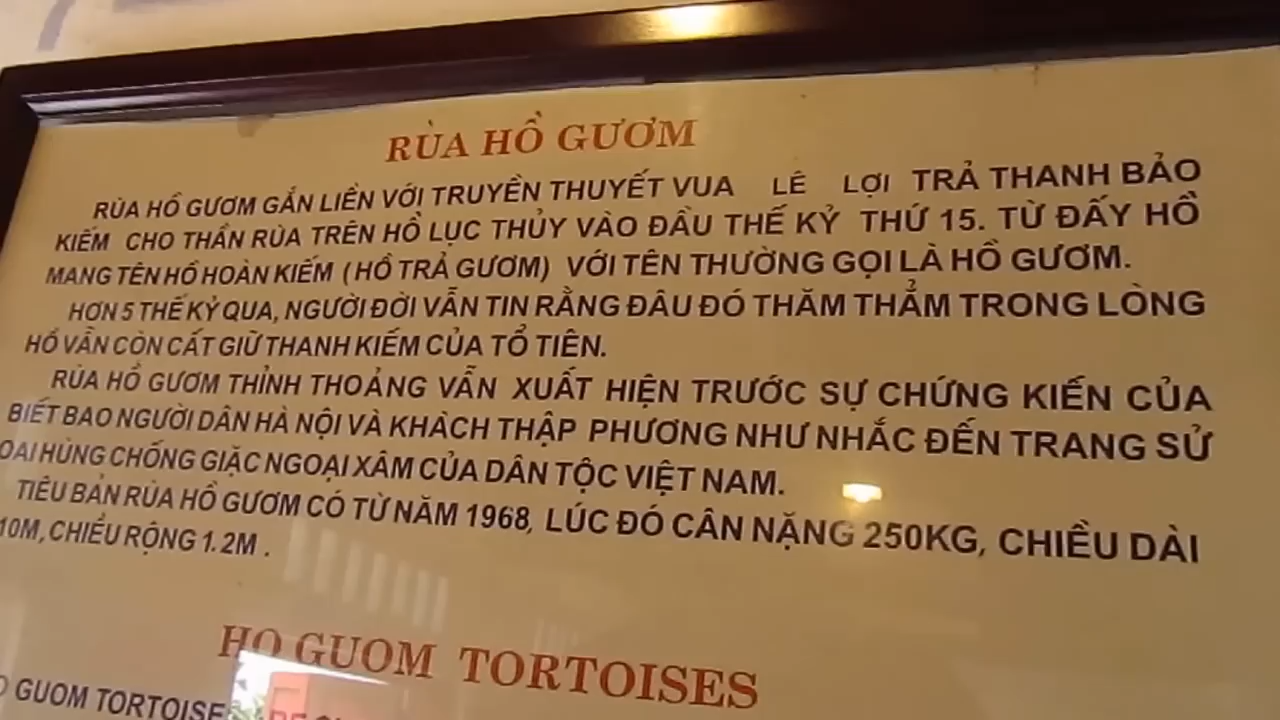 RÙA HỒ GƯƠM
RÙA HỒ GƯƠM GẮN LIỀN VỚI TRUYỀN THUYẾT VUA LÊ LỢI TRẢ THANH BẢO
KIẾM CHO THẦN RÙA TRÊN HỒ LỤC THỦY VÀO ĐẦU THẾ KỶ THỨ 15. TỪ ĐẤY HỒ
MANG TÊN HỒ HOÀN KIẾM (HỒ TRẢ GƯƠM) VỚI TÊN THƯỜNG GỌI LÀ HỒ GƯƠM.
HƠN 5 THẾ KỶ QUA, NGƯỜI ĐỜI VẪN TIN RẰNG ĐÂU ĐÓ THĂM THẲM TRONG LÒNG
HỒ VẪN CÒN CẤT GIỮ THANH KIẾM CỦA TỔ TIÊN.
RÙA HỒ GƯƠM THỈNH THOẢNG VẪN XUẤT HIỆN TRƯỚC SỰ CHỨNG KIẾN CỦA
BIẾT BAO NGƯỜI DÂN HÀ NỘI VÀ KHÁCH THẬP PHƯƠNG NHƯ NHẮC ĐẾN TRANG SỬ
OAI HÙNG CHỐNG GIẶC NGOẠI XÂM CỦA DÂN TỘC VIỆT NAM.
TIÊU BẢN RÙA HỒ GƯƠM CÓ TỪ NĂM 1968, LÚC ĐÓ CÂN NẶNG 250KG, CHIỀU DÀI
10M, CHIỀU RỘNG 1.2M.
HO GUOM TORTOISES
GUOM TORTOISE